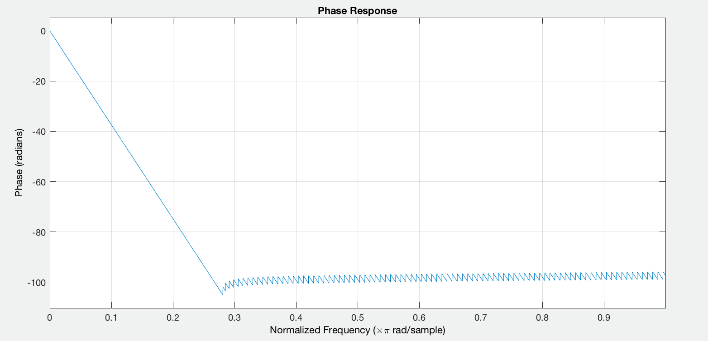 Phase Response
0
-20
-40
-60
-80
-100
Phase (radians)
0 0.1 0.2 0.3 0.4 0.5 0.6 0.7 0.8 0.9
Normalized Frequency (×π rad/sample)